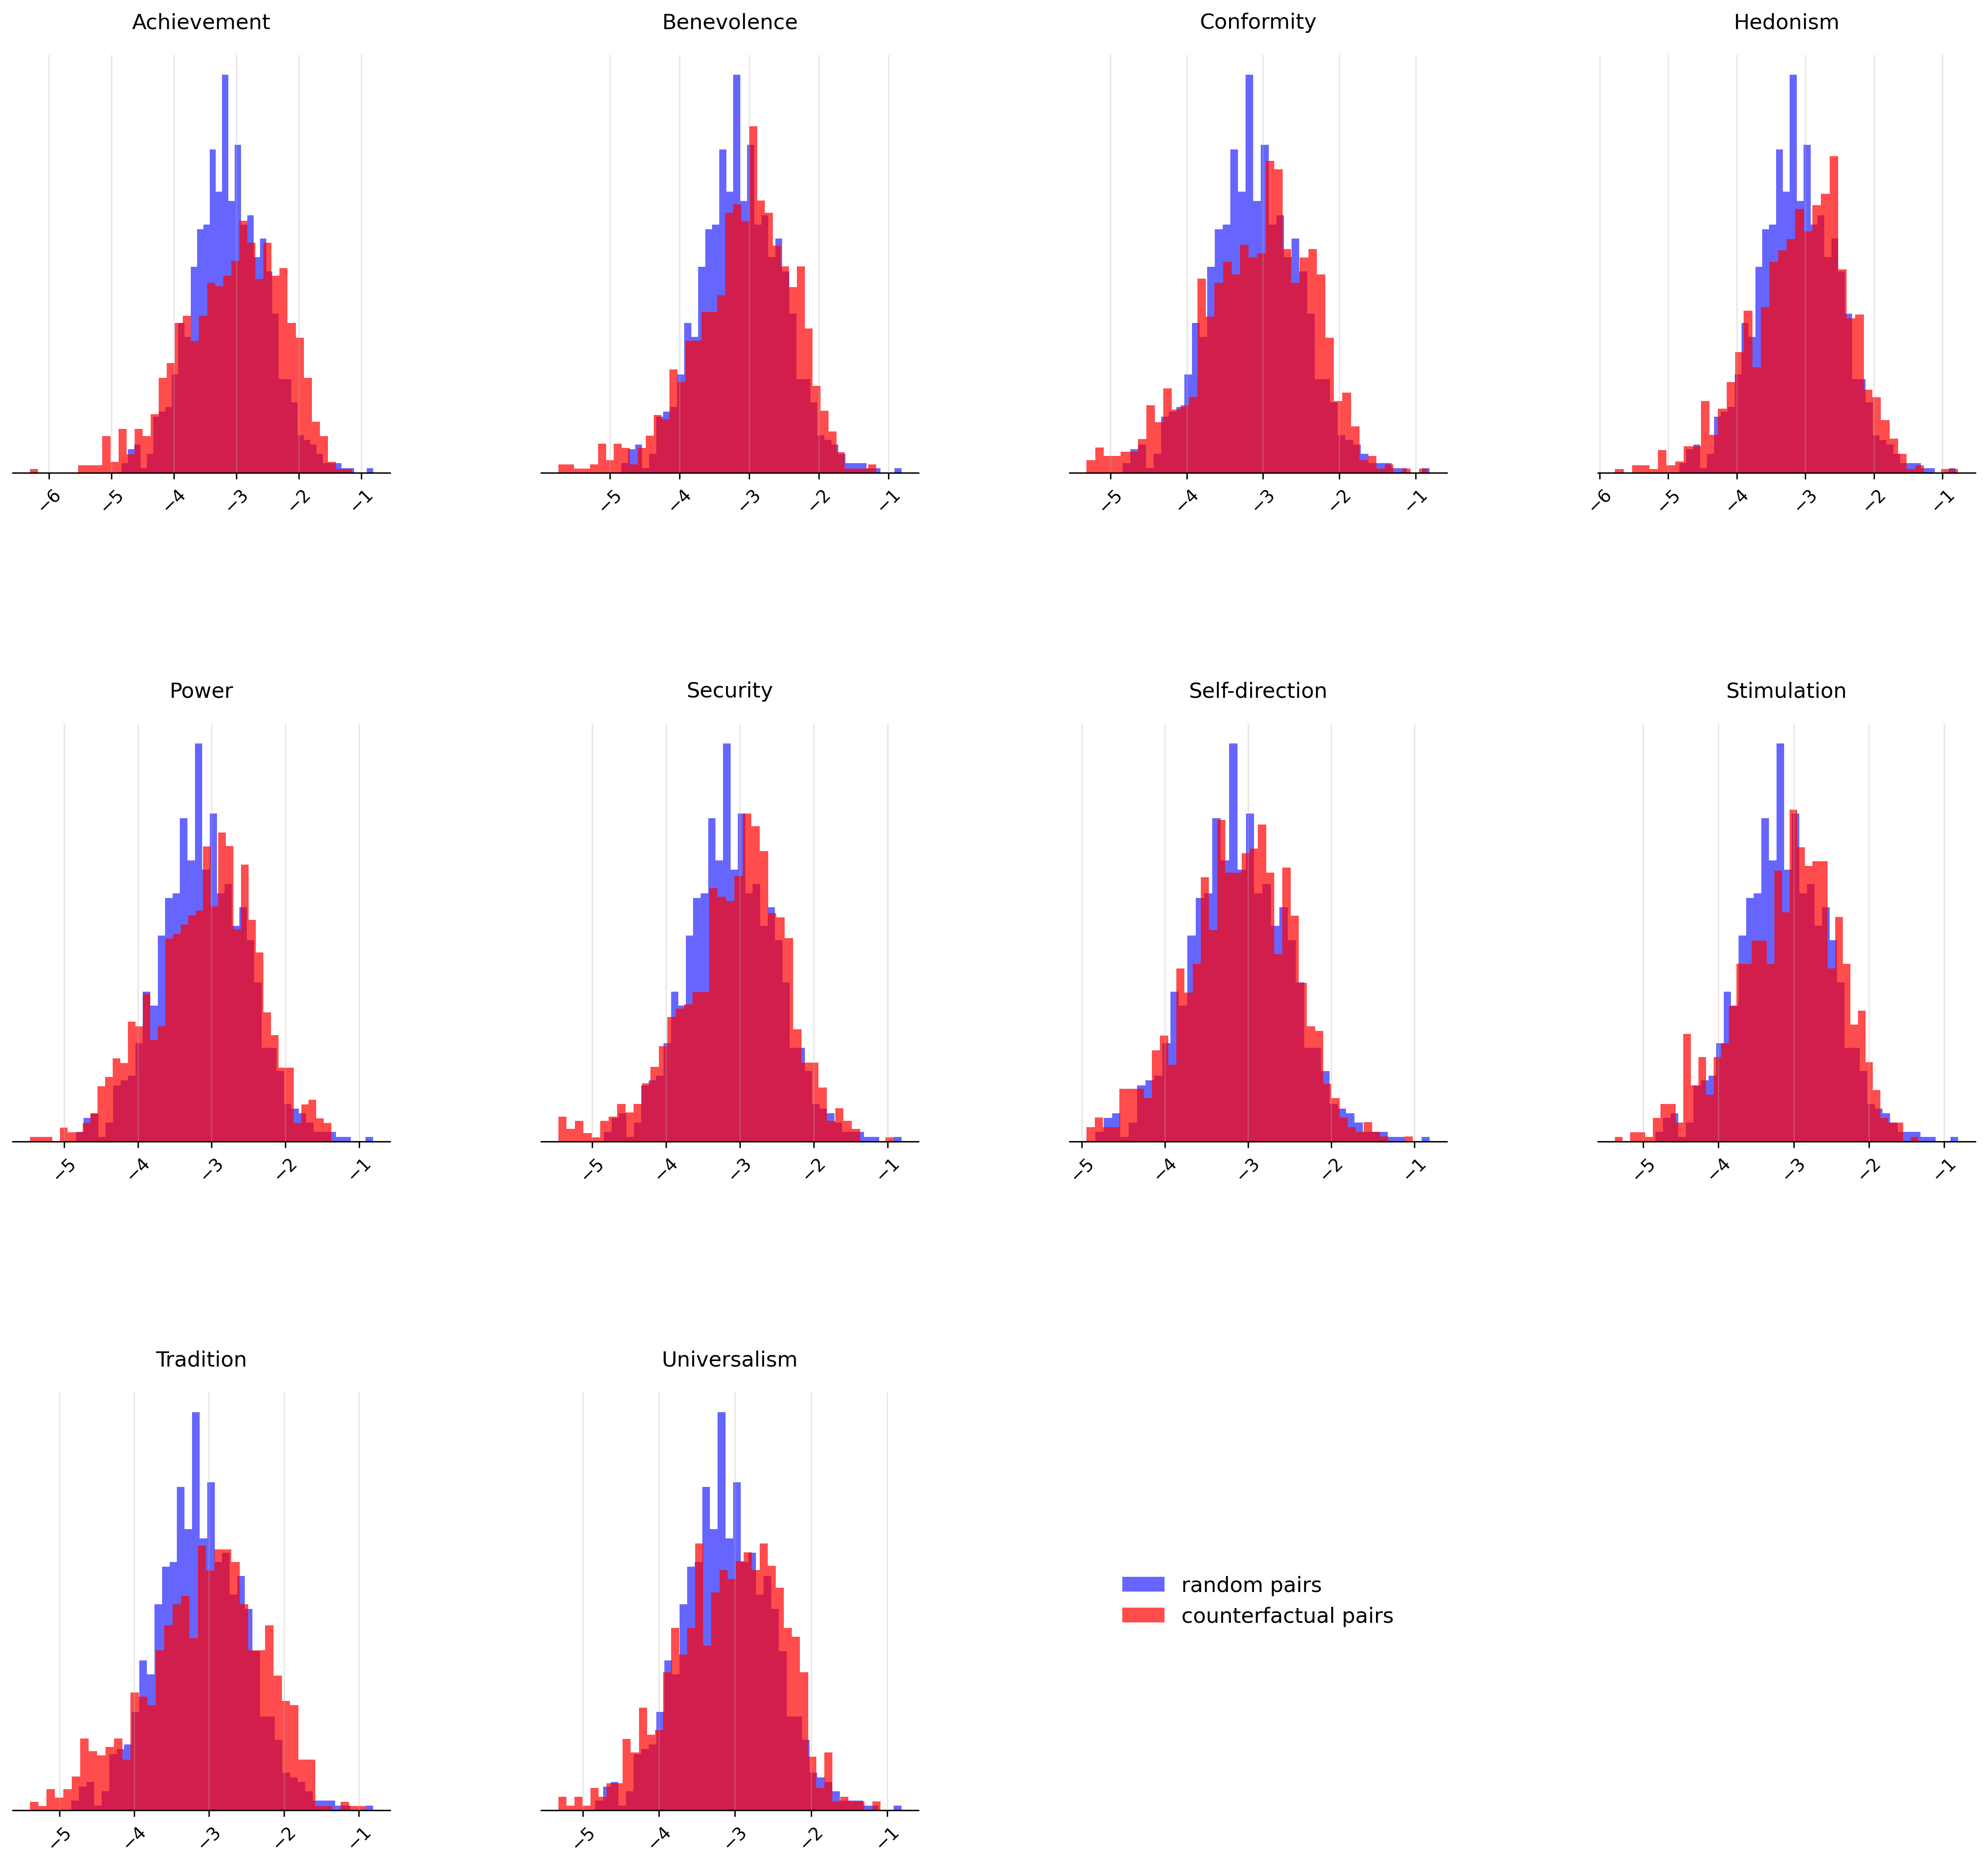 Achievement
Benevolence
Conformity
Hedonism
−6 −5 −4 −3 −2 −1
−5 −4 −3 −2 −1
−5 −4 −3 −2 −1
−6 −5 −4 −3 −2 −1
Power
Security
Self-direction
Stimulation
−5 −4 −3 −2 −1
−5 −4 −3 −2 −1
−5 −4 −3 −2 −1
−5 −4 −3 −2 −1
Tradition
Universalism
random pairs
counterfactual pairs
−5 −4 −3 −2 −1
−5 −4 −3 −2 −1